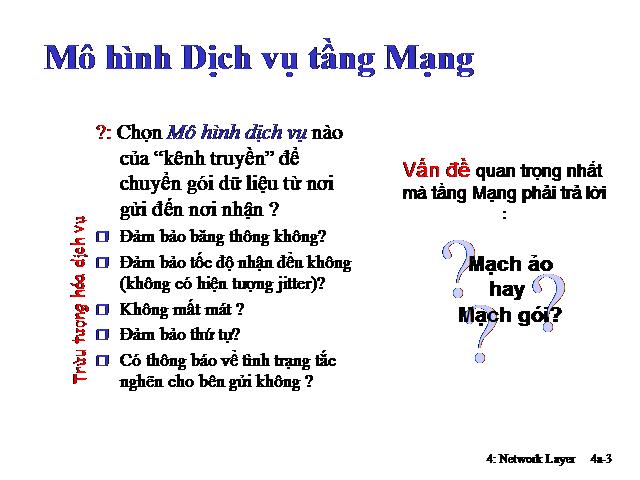 Mô hình Dịch vụ tầng Mạng
?: Chọn Mô hình dịch vụ nào
của “kênh truyền” để
chuyển gói dữ liệu từ nơi
gửi đến nơi nhận ?
Đảm bảo băng thông không?
Đảm bảo tốc độ nhận đều không
(không có hiện tượng jitter)?
Không mất mát ?
Đảm bảo thứ tự?
Có thông báo về tình trạng tắc
nghẽn cho bên gửi không ?
Trừu tượng hóa dịch vụ
Vấn đề quan trọng nhất
mà tầng Mạng phải trả lời
:
? ? ?
Mạch ảo
hay
Mạch gói?
4: Network Layer 4a-3